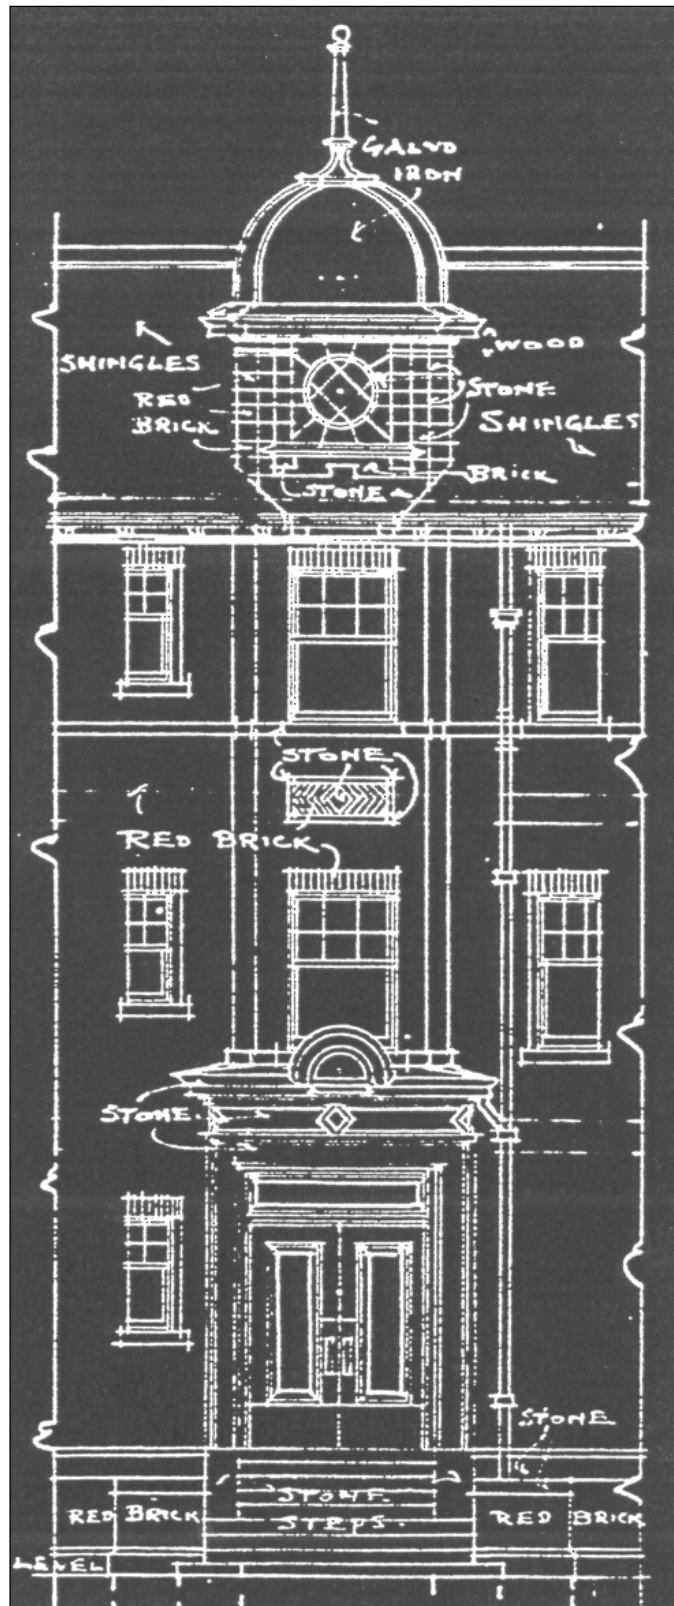 GALVD
IRON
SHINGLES
WOOD
RED
BRICK
STONE
SHINGLES
STONE
BRICK
STONE
RED BRICK
STONE.
STONE
STONE.
STEPS.
RED BRICK
RED BRICK
LEVEL